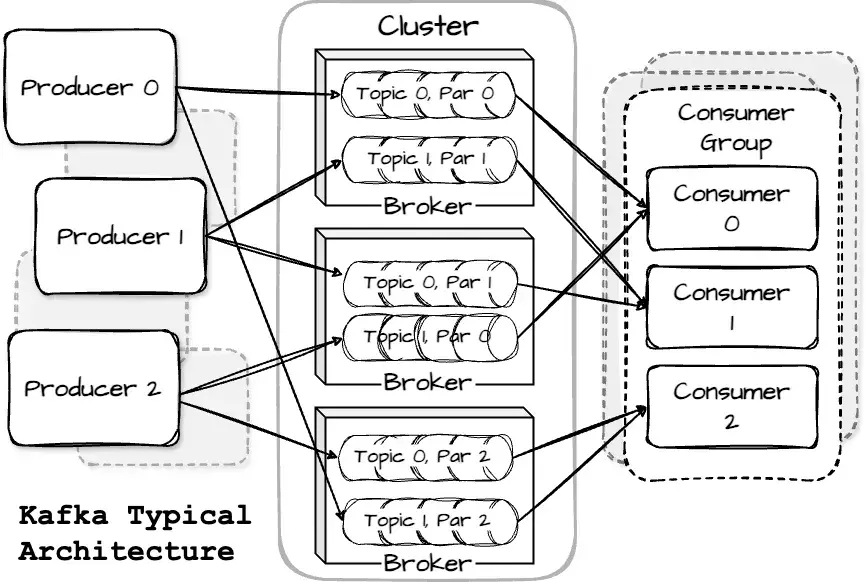 Cluster
Producer 0
Producer 1
Producer 2
Topic 0, Par 0
Topic 1, Par 1
Broker
Topic 0, Par 1
Topic 1, Par 0
Broker
Topic 0, Par 2
Topic 1, Par 2
Broker
Consumer
Group
Consumer
0
Consumer
1
Consumer
2
Kafka Typical
Architecture